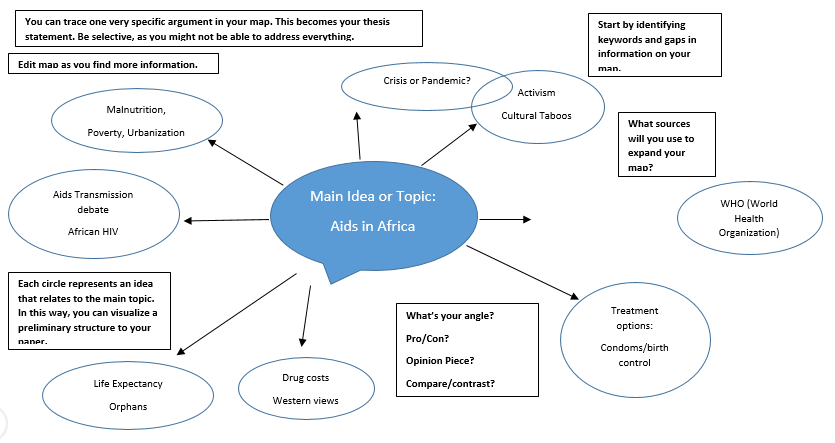 You can trace one very specific argument in your map. This becomes your thesis
statement. Be selective, as you might not be able to address everything.
Start by identifying
keywords and gaps in
information on your
map.
Edit map as you find more information.
Crisis or Pandemic?
Activism
Cultural Taboos
Malnutrition,
Poverty, Urbanization
What sources
will you use to
expand your
map?
Main Idea or Topic:
Aids in Africa
Aids Transmission
debate
African HIV
WHO (World
Health
Organization)
Each circle represents an idea
that relates to the main topic.
In this way, you can visualize a
preliminary structure to your
paper.
What's your angle?
Pro/Con?
Opinion Piece?
Compare/contrast?
Treatment
options:
Condoms/birth
control
Life Expectancy
Orphans
Drug costs
Western views